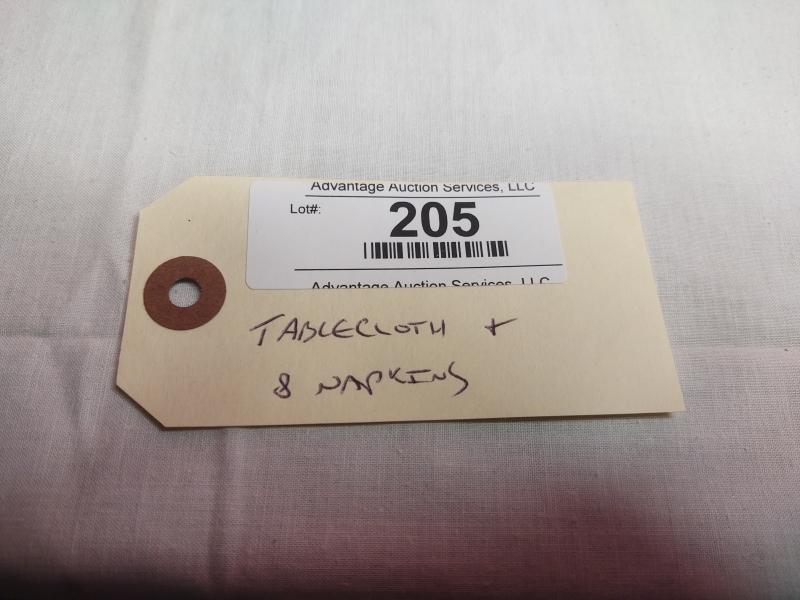 Advantage Auction Services, LLC
Lot#:
205
Advantage Auction Services, LLC
TABLECLOTH +
8 NAPKINS